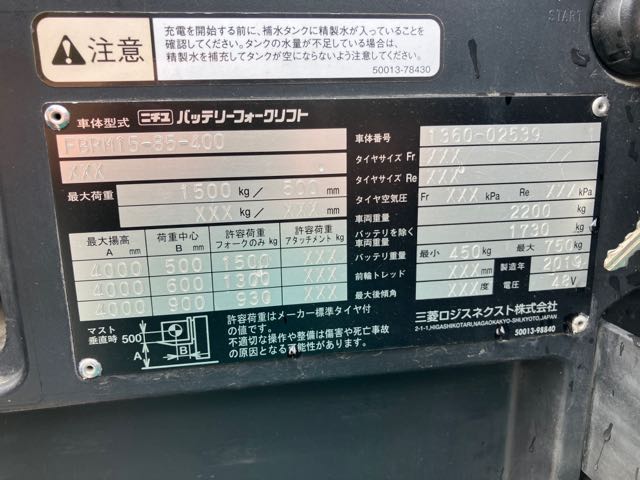 START
注意
充電を開始する前に、補水タンクに精製水が入っていることを
確認してください。タンクの水量が不足している場合は、
精製水を補充してタンクが空にならないよう注意してください。
50013-78430
ニチユ バッテリーフォークリフト
車体型式
FBRM15-85-400
XXX
最大荷重 1500 kg/ 500 mm
XXX kg/ XXX mm
最大揚高 A mm 荷重中心 B mm 許容荷重 フォークのみ kg 許容荷重 アタッチメント kg
4000 500 1500 XXX
4000 600 1300 XXX
4000 900 930 XXX
マスト
垂直時 500
A
B
許容荷重はメーカー標準タイヤ付
の値です。
不適切な操作や整備は傷害や死亡事故
の原因となる可能性があります。
車体番号 1360-02539
タイヤサイズ Fr XXX
タイヤサイズ Re XXX
タイヤ空気圧 Fr XXX kPa Re XXX kPa
車両重量 2200 kg
バッテリを除く
車両重量 1730 kg
バッテリ重量 最小 450 kg 最大 750 kg
前輪トレッド XXX mm 製造年 2019
最大後傾角 XXX 度 電圧 48 V
三菱ロジスネクスト株式会社
2-1-1,HIGASHIKOTARI,NAGAOKAKYO-SHI,KYOTO,JAPAN
50013-98840